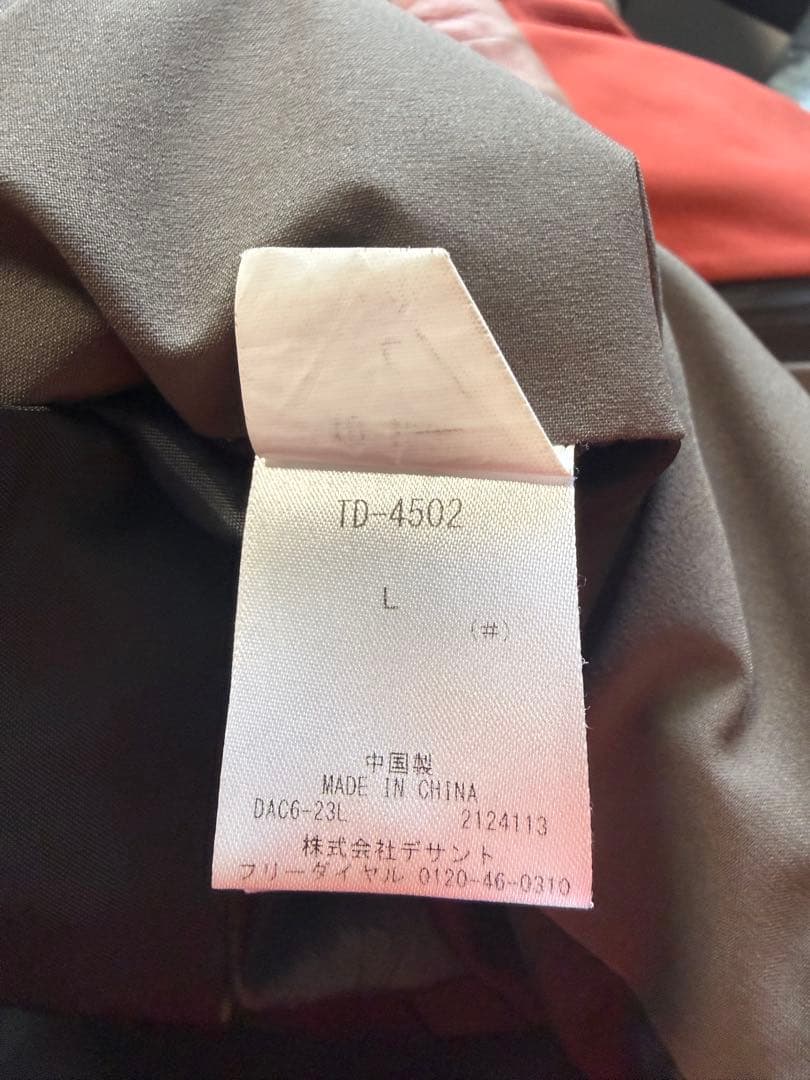 TD-4502
L
(#)
中国製
MADE IN CHINA
DAC6-23L 2124113
株式会社デサント
フリーダイヤル 0120-46-0310